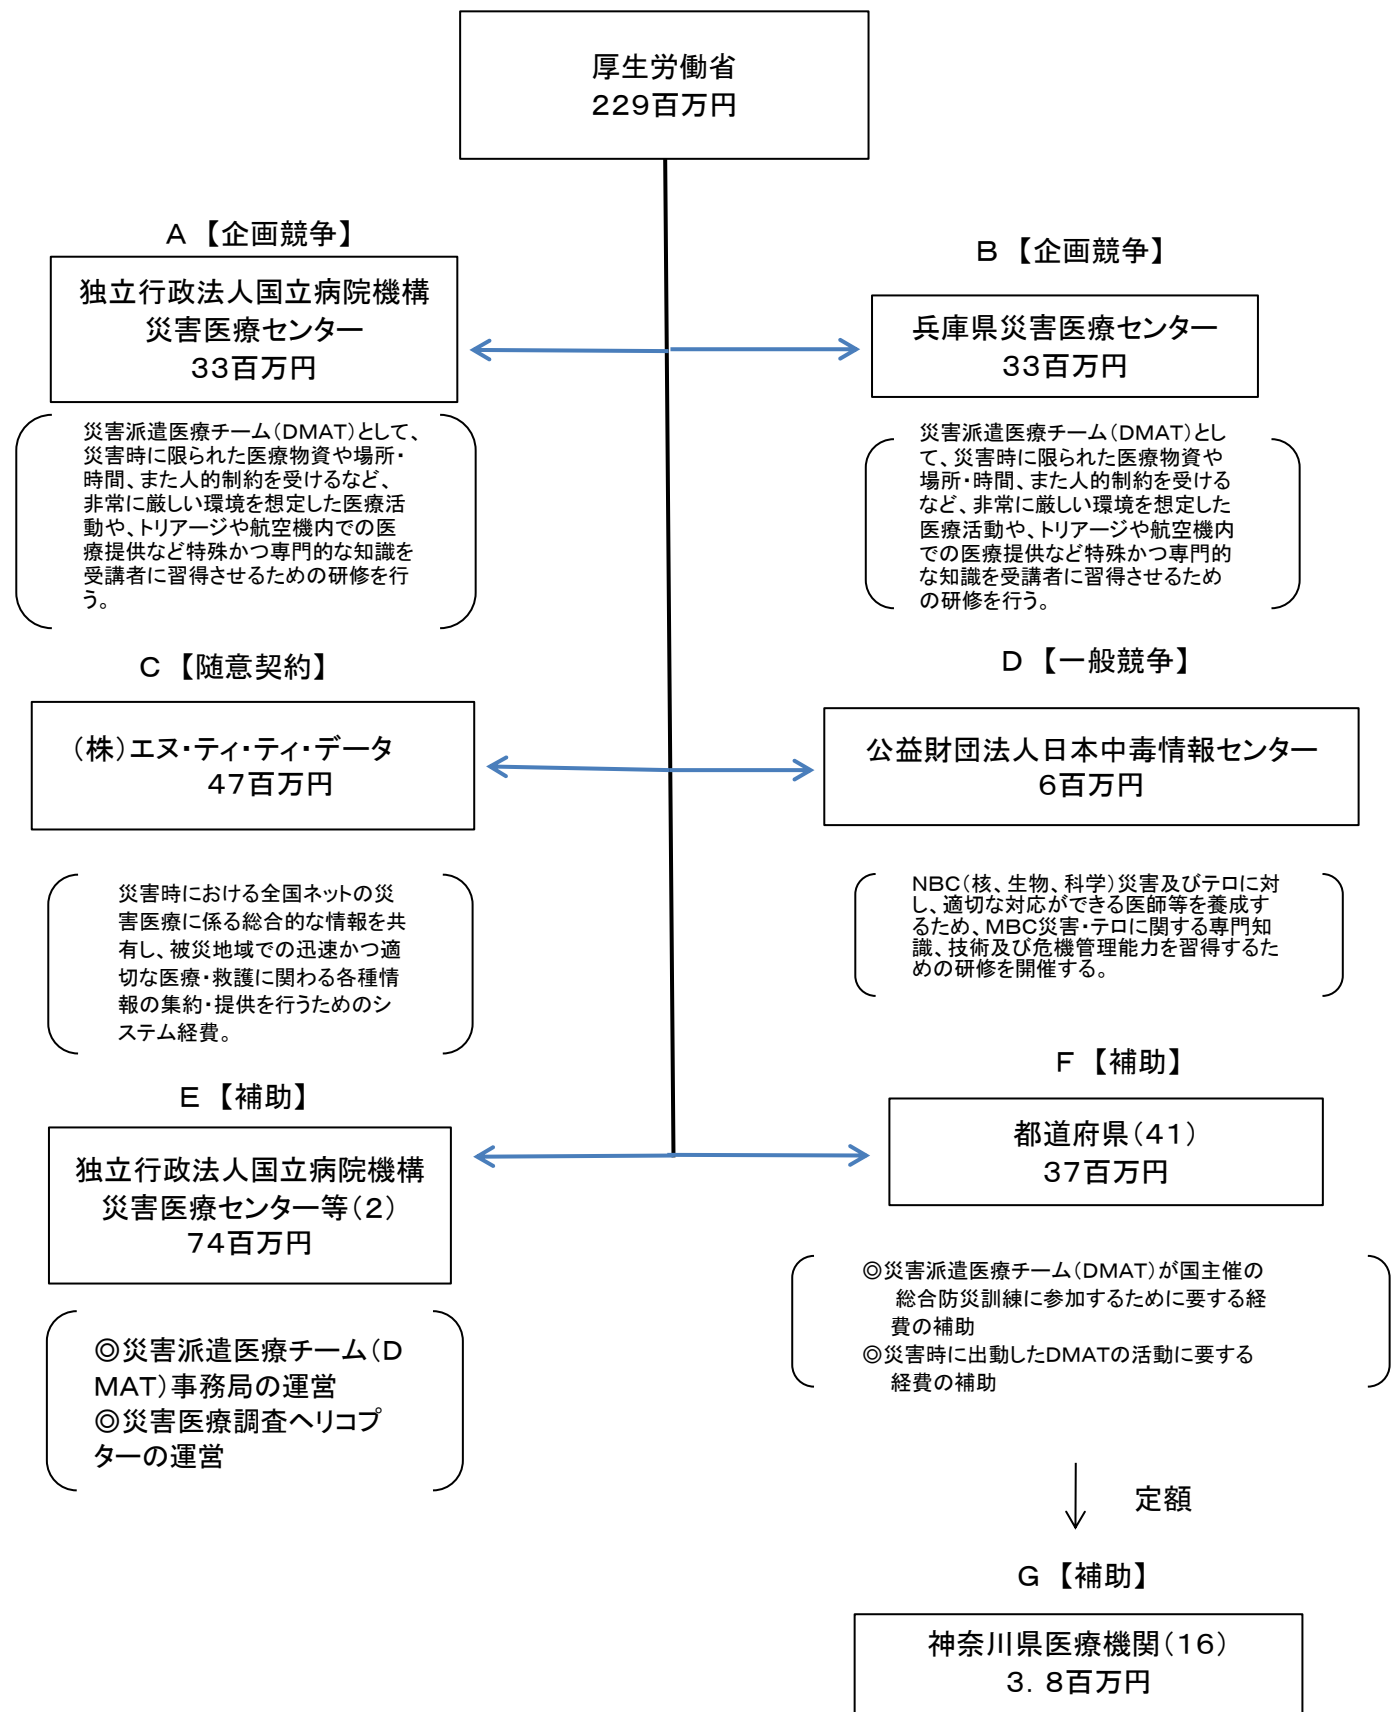 厚生労働省
229百万円
A 【企画競争】
独立行政法人国立病院機構
災害医療センター
33百万円
災害派遣医療チーム(DMAT)として、
災害時に限られた医療物資や場所・
時間、また人的制約を受けるなど、
非常に厳しい環境を想定した医療活
動や、トリアージや航空機内での医
療提供など特殊かつ専門的な知識を
受講者に習得させるための研修を行
う。
B 【企画競争】
兵庫県災害医療センター
33百万円
災害派遣医療チーム(DMAT)とし
て、災害時に限られた医療物資や
場所・時間、また人的制約を受ける
など、非常に厳しい環境を想定した
医療活動や、トリアージや航空機内
での医療提供など特殊かつ専門的
な知識を受講者に習得させるため
の研修を行う。
C 【随意契約】
(株)エヌ・ティ・ティ・データ
47百万円
災害時における全国ネットの災
害医療に係る総合的な情報を共
有し、被災地域での迅速かつ適
切な医療・救護に関わる各種情
報の集約・提供を行うためのシ
ステム経費。
D 【一般競争】
公益財団法人日本中毒情報センター
6百万円
NBC(核、生物、科学)災害及びテロに対
し、適切な対応ができる医師等を養成す
るため、MBC災害・テロに関する専門知
識、技術及び危機管理能力を習得するた
めの研修を開催する。
E 【補助】
独立行政法人国立病院機構
災害医療センター等(2)
74百万円
◎災害派遣医療チーム(D
MAT)事務局の運営
◎災害医療調査ヘリコプ
ターの運営
F 【補助】
都道府県(41)
37百万円
◎災害派遣医療チーム(DMAT)が国主催の
総合防災訓練に参加するために要する経
費の補助
◎災害時に出動したDMATの活動に要する
経費の補助
定額
G 【補助】
神奈川県医療機関(16)
3.8百万円